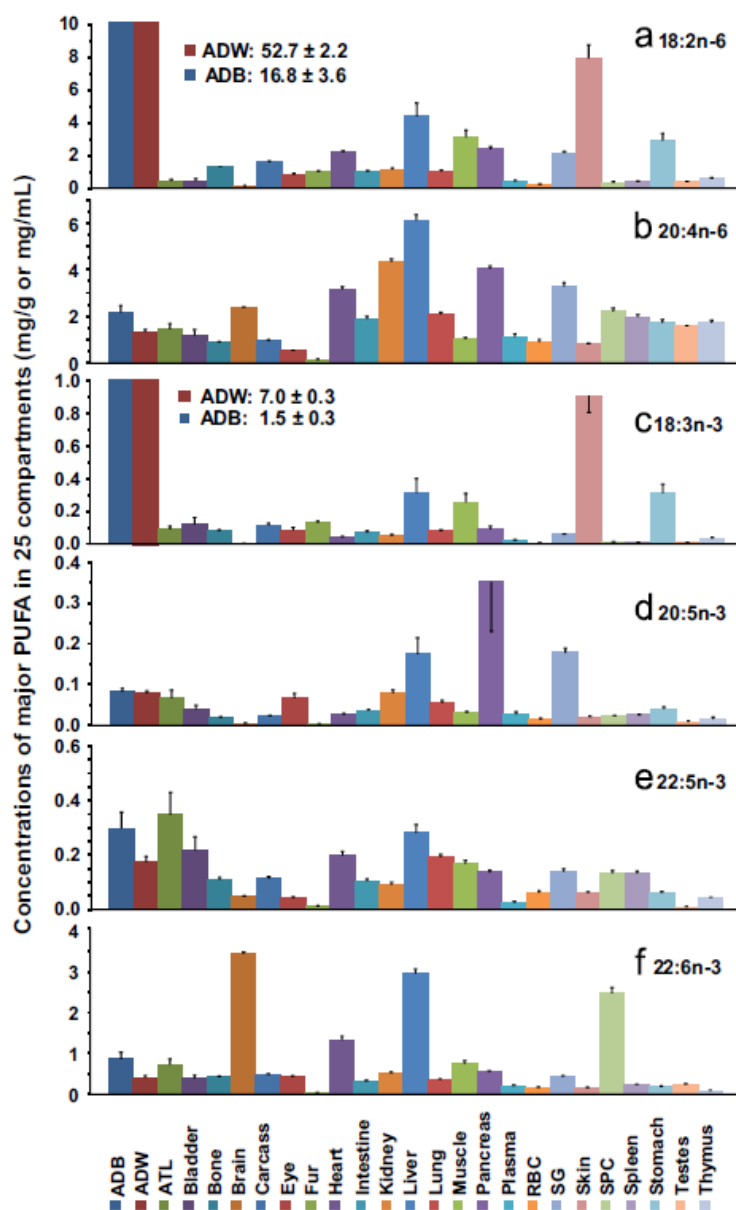 Concentrations of major PUFA in 25 compartments (mg/g or mg/mL)
10
8
6
4
2
0
ADW: 52.7 ± 2.2
ADB: 16.8 ± 3.6
a 18:2n-6
6
4
2
0
b 20:4n-6
1.0
0.8
0.6
0.4
0.2
0.0
ADW: 7.0 ± 0.3
ADB: 1.5 ± 0.3
c 18:3n-3
0.4
0.3
0.2
0.1
0.0
d 20:5n-3
0.6
0.4
0.2
0.0
e 22:5n-3
4
3
2
1
0
f 22:6n-3
ADB
ADW
ATL
Bladder
Bone
Brain
Carcass
Eye
Fur
Heart
Intestine
Kidney
Liver
Lung
Muscle
Pancreas
Plasma
RBC
SG
Skin
SPC
Spleen
Stomach
Testes
Thymus